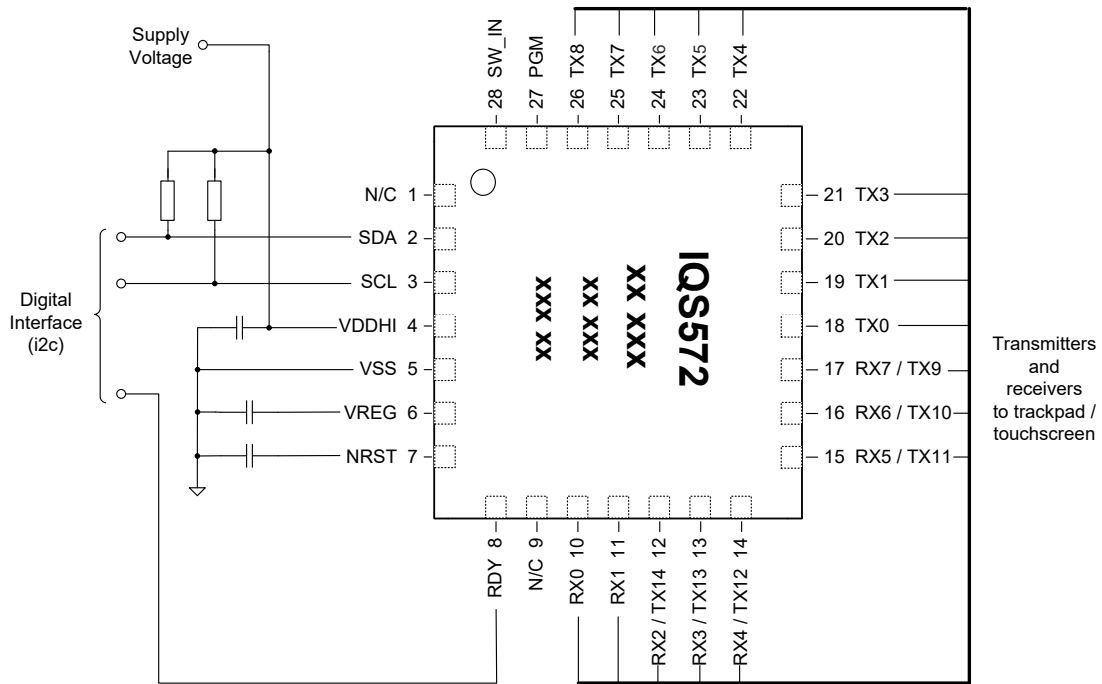 Supply
Voltage
28 SW_IN
27 PGM
26 TX8
25 TX7
24 TX6
23 TX5
22 TX4
N/C 1
SDA 2
SCL 3
VDDHI 4
VSS 5
VREG 6
NRST 7
Digital
Interface
(i2c)
IQS572
xx xxx
xxx xx
xxx xx
21 TX3
20 TX2
19 TX1
18 TX0
17 RX7 / TX9
16 RX6 / TX10
15 RX5 / TX11
Transmitters
and
receivers
to trackpad /
touchscreen
RDY 8
N/C 9
RX0 10
RX1 11
RX2 / TX14 12
RX3 / TX13 13
RX4 / TX12 14